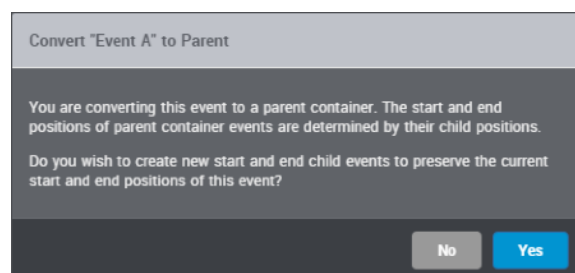 Convert "Event A" to Parent
You are converting this event to a parent container. The start and end
positions of parent container events are determined by their child positions.
Do you wish to create new start and end child events to preserve the current
start and end positions of this event?
No
Yes